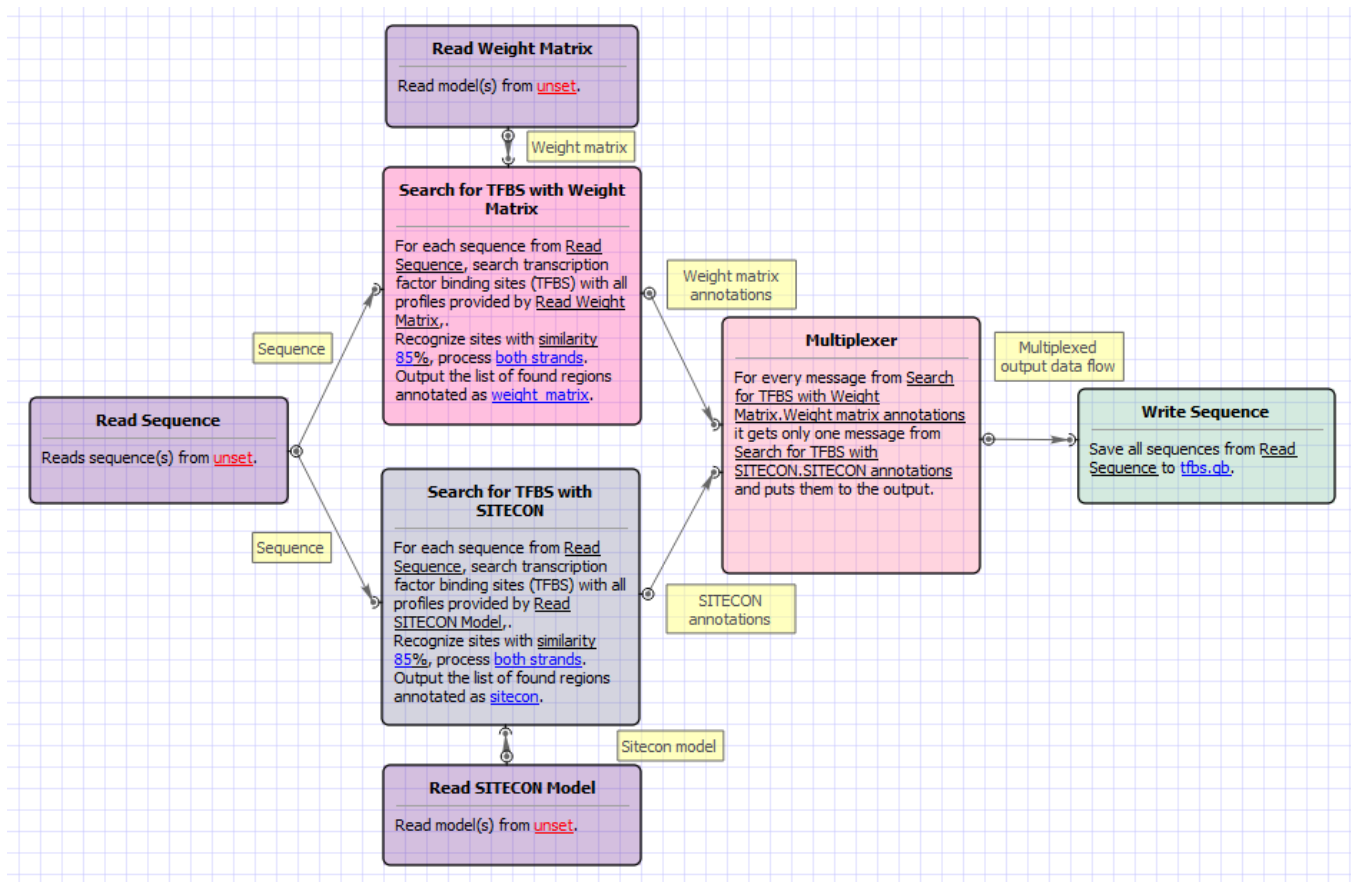 Read Weight Matrix
Read model(s) from unset.
Weight matrix
Search for TFBS with Weight
Matrix
For each sequence from Read
Sequence, search transcription
factor binding sites (TFBS) with all
profiles provided by Read Weight
Matrix,.
Recognize sites with similarity
85%, process both strands.
Output the list of found regions
annotated as weight_matrix.
Sequence
Weight matrix
annotations
Read Sequence
Reads sequence(s) from unset.
Sequence
Search for TFBS with
SITECON
For each sequence from Read
Sequence, search transcription
factor binding sites (TFBS) with all
profiles provided by Read
SITECON Model,.
Recognize sites with similarity
85%, process both strands.
Output the list of found regions
annotated as sitecon.
SITECON
annotations
Sitecon model
Read SITECON Model
Read model(s) from unset.
Multiplexer
For every message from Search
for TFBS with Weight
Matrix.Weight matrix annotations
it gets only one message from
Search for TFBS with
SITECON.SITECON annotations
and puts them to the output.
Multiplexed
output data flow
Write Sequence
Save all sequences from Read
Sequence to tfbs.gb.